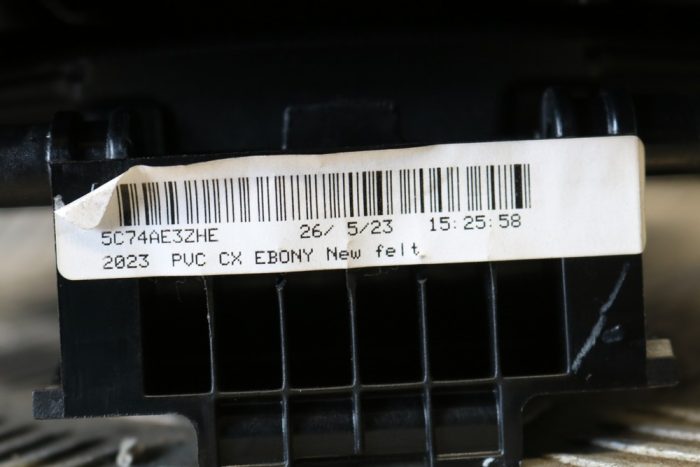 5C74AE3ZHE 26/ 5/23 15:25:58
2023 PVC CX EBONY New felt